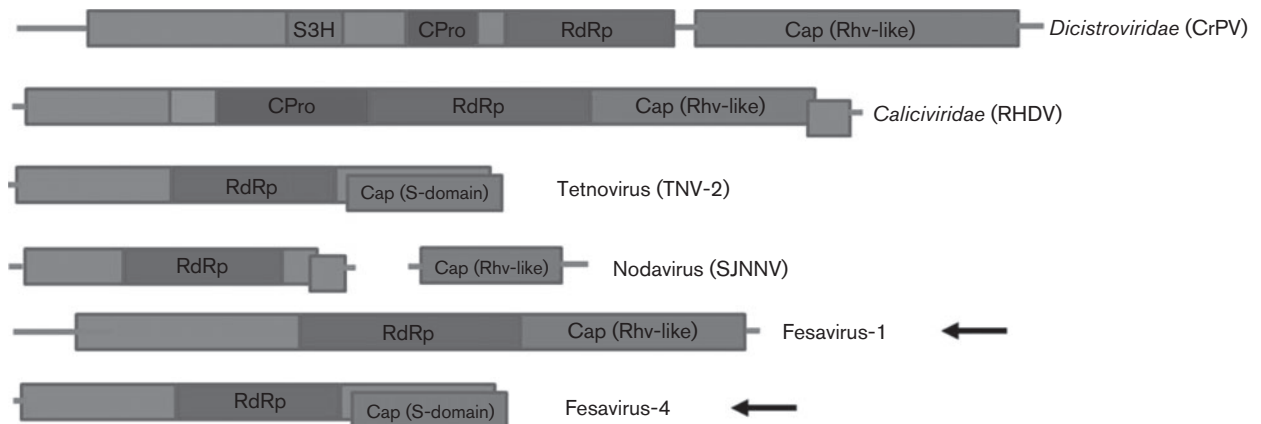 S3H CPro RdRp Cap (Rhv-like) Dicistroviridae (CrPV)
CPro RdRp Cap (Rhv-like) Caliciviridae (RHDV)
RdRp Cap (S-domain) Tetnovirus (TNV-2)
RdRp Cap (Rhv-like) Nodavirus (SJNNV)
RdRp Cap (Rhv-like) Fesavirus-1
RdRp Cap (S-domain) Fesavirus-4